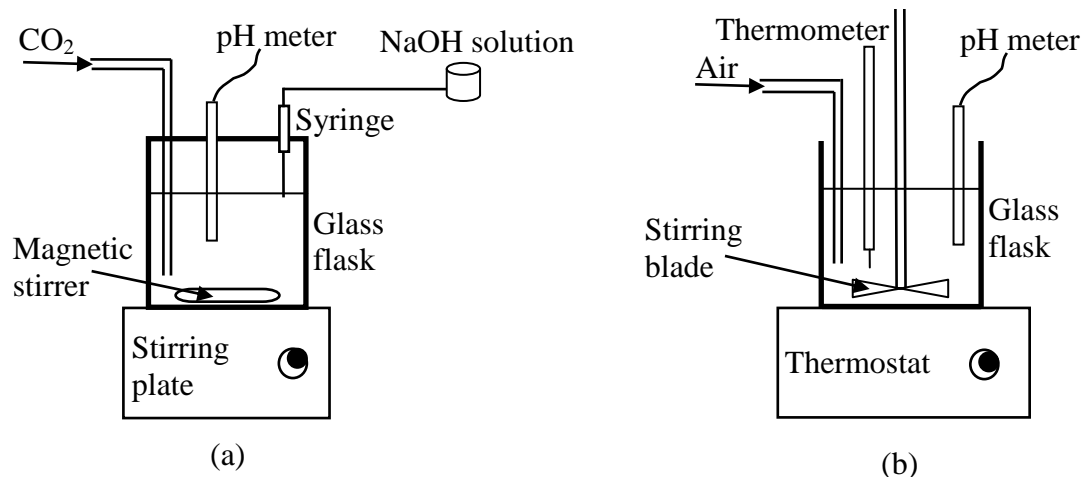 CO₂
pH meter
NaOH solution
Syringe
Glass
flask
Magnetic
stirrer
Stirring
plate
(a)
Thermometer
pH meter
Air
Glass
flask
Stirring
blade
Thermostat
(b)